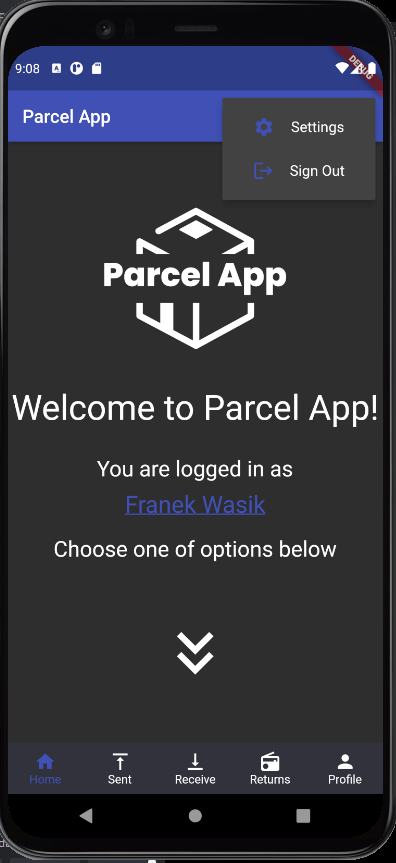 9:08
DEBUG
Parcel App
Settings
Sign Out
Parcel App
Welcome to Parcel App!
You are logged in as
Franek Wasik
Choose one of options below
Home Sent Receive Returns Profile